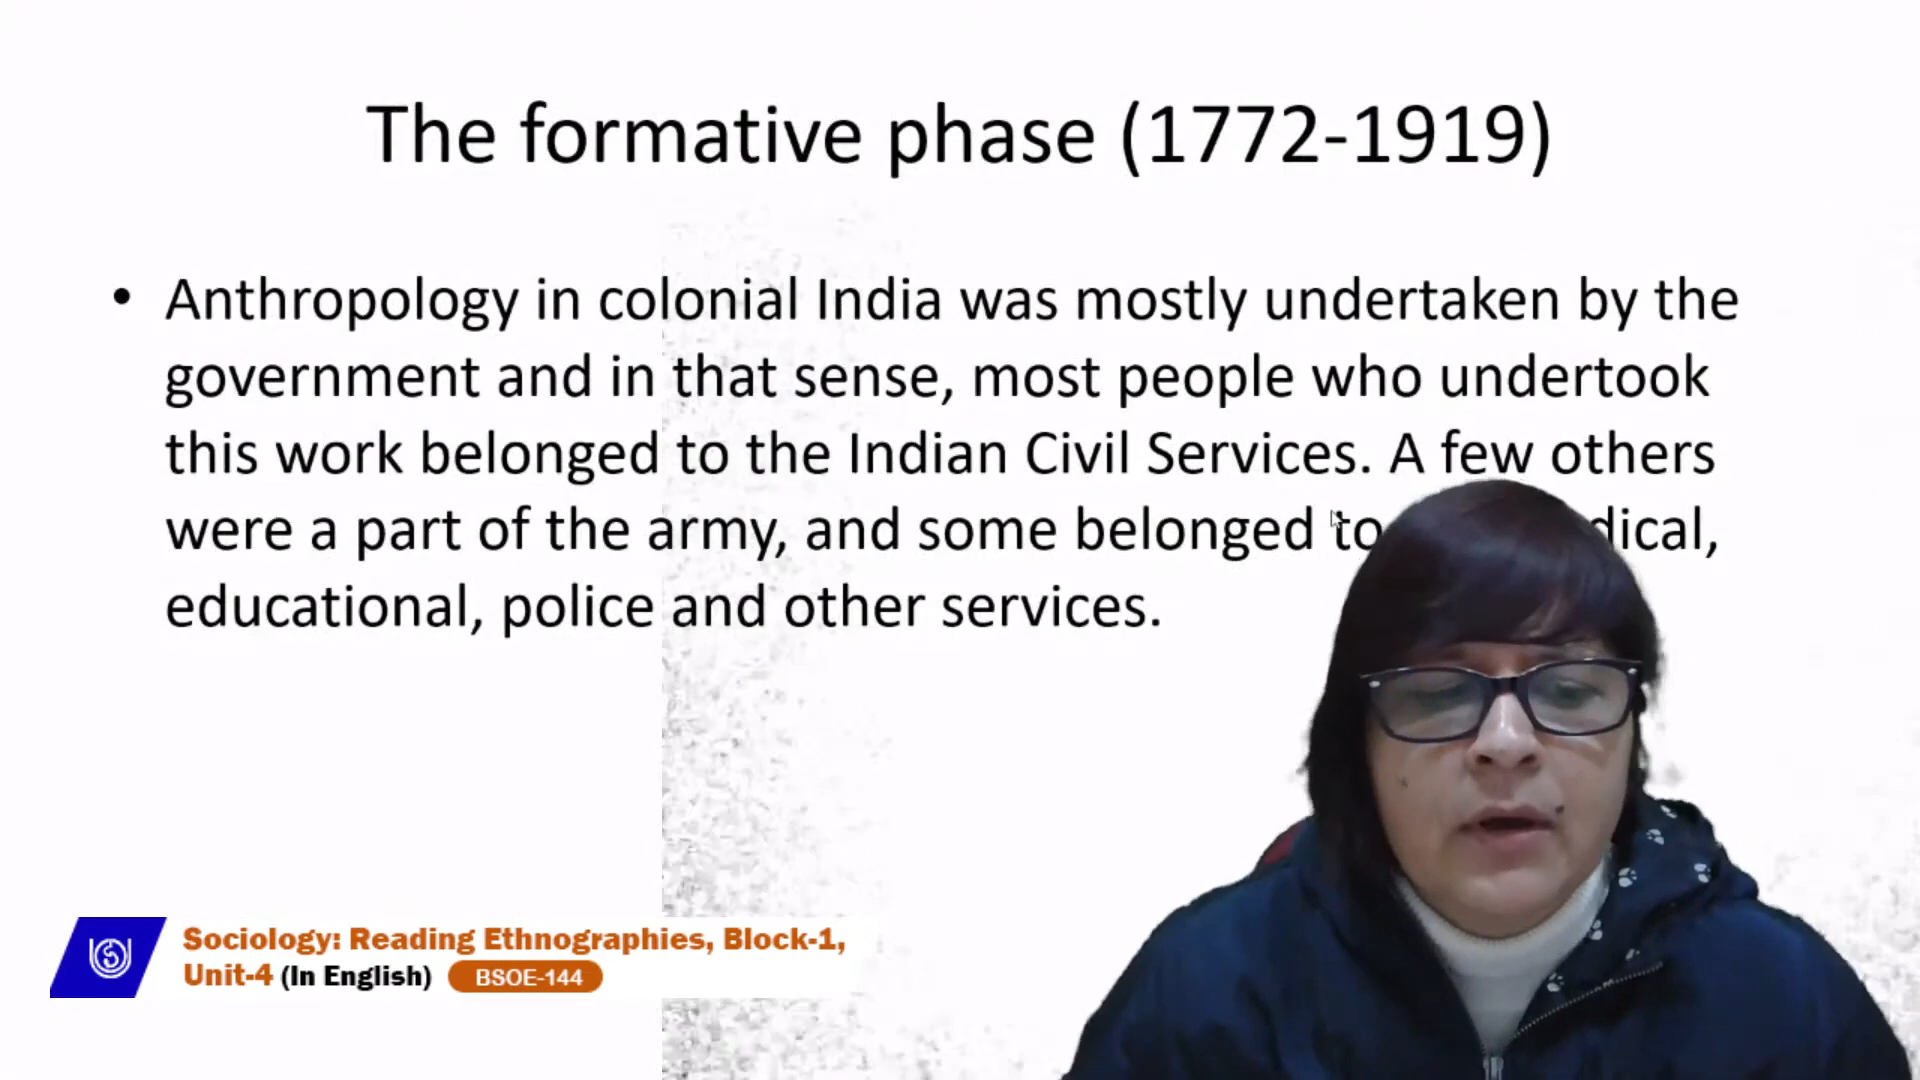 The formative phase (1772-1919)
• Anthropology in colonial India was mostly undertaken by the
government and in that sense, most people who undertook
this work belonged to the Indian Civil Services. A few others
were a part of the army, and some belonged to dical,
educational, police and other services.
Sociology: Reading Ethnographies, Block-1,
Unit-4 (In English) BSOE-144